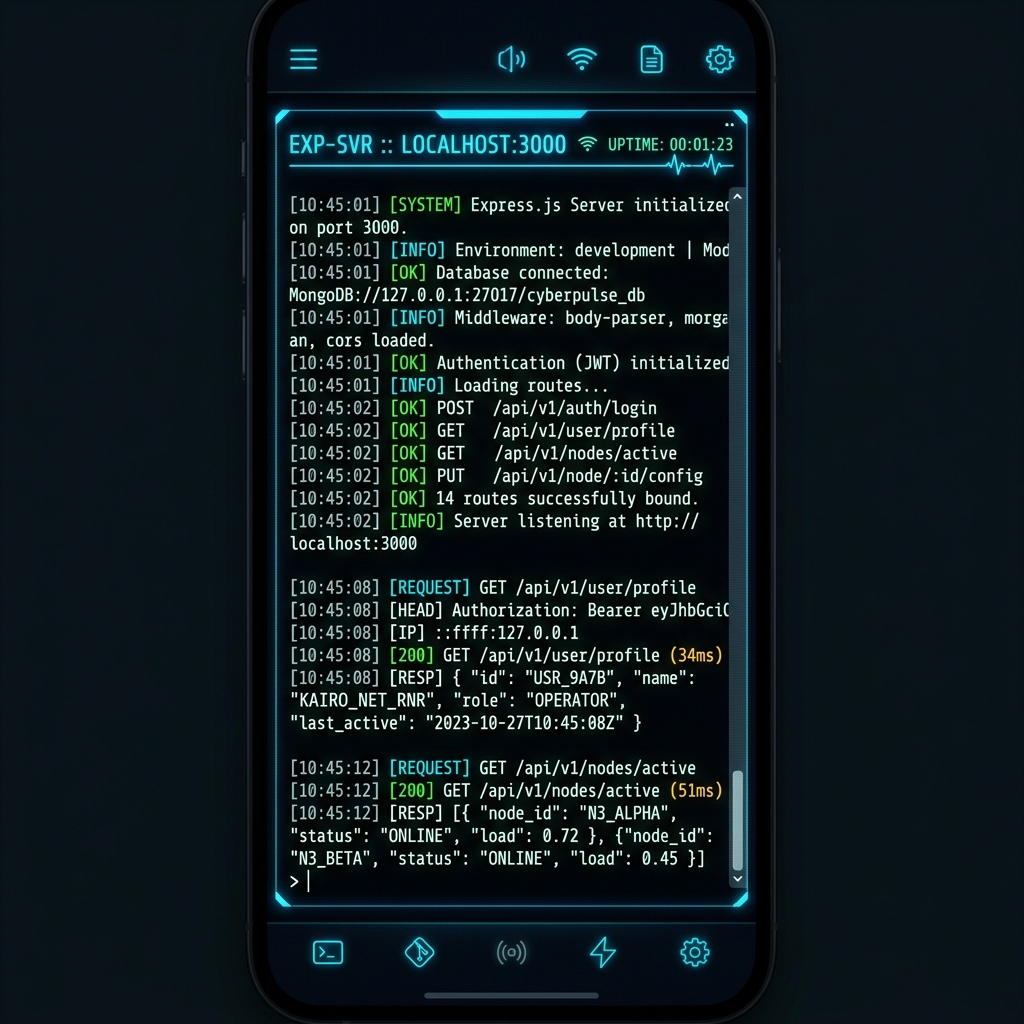 EXP-SVR :: LOCALHOST:3000 UPTIME: 00:01:23
[10:45:01] [SYSTEM] Express.js Server initialized
on port 3000.
[10:45:01] [INFO] Environment: development | Mod
[10:45:01] [OK] Database connected:
MongoDB://127.0.0.1:27017/cyberpulse_db
[10:45:01] [INFO] Middleware: body-parser, morga
an, cors loaded.
[10:45:01] [OK] Authentication (JWT) initialized
[10:45:01] [INFO] Loading routes...
[10:45:02] [OK] POST /api/v1/auth/login
[10:45:02] [OK] GET /api/v1/user/profile
[10:45:02] [OK] GET /api/v1/nodes/active
[10:45:02] [OK] PUT /api/v1/node/:id/config
[10:45:02] [OK] 14 routes successfully bound.
[10:45:02] [INFO] Server listening at http://
localhost:3000
[10:45:08] [REQUEST] GET /api/v1/user/profile
[10:45:08] [HEAD] Authorization: Bearer eyJhbGciO
[10:45:08] [IP] ::ffff:127.0.0.1
[10:45:08] [200] GET /api/v1/user/profile (34ms)
[10:45:08] [RESP] { "id": "USR_9A7B", "name":
"KAIRO_NET_RNR", "role": "OPERATOR",
"last_active": "2023-10-27T10:45:08Z" }
[10:45:12] [REQUEST] GET /api/v1/nodes/active
[10:45:12] [200] GET /api/v1/nodes/active (51ms)
[10:45:12] [RESP] [{ "node_id": "N3_ALPHA",
"status": "ONLINE", "load": 0.72 }, {"node_id":
"N3_BETA", "status": "ONLINE", "load": 0.45 }]
>